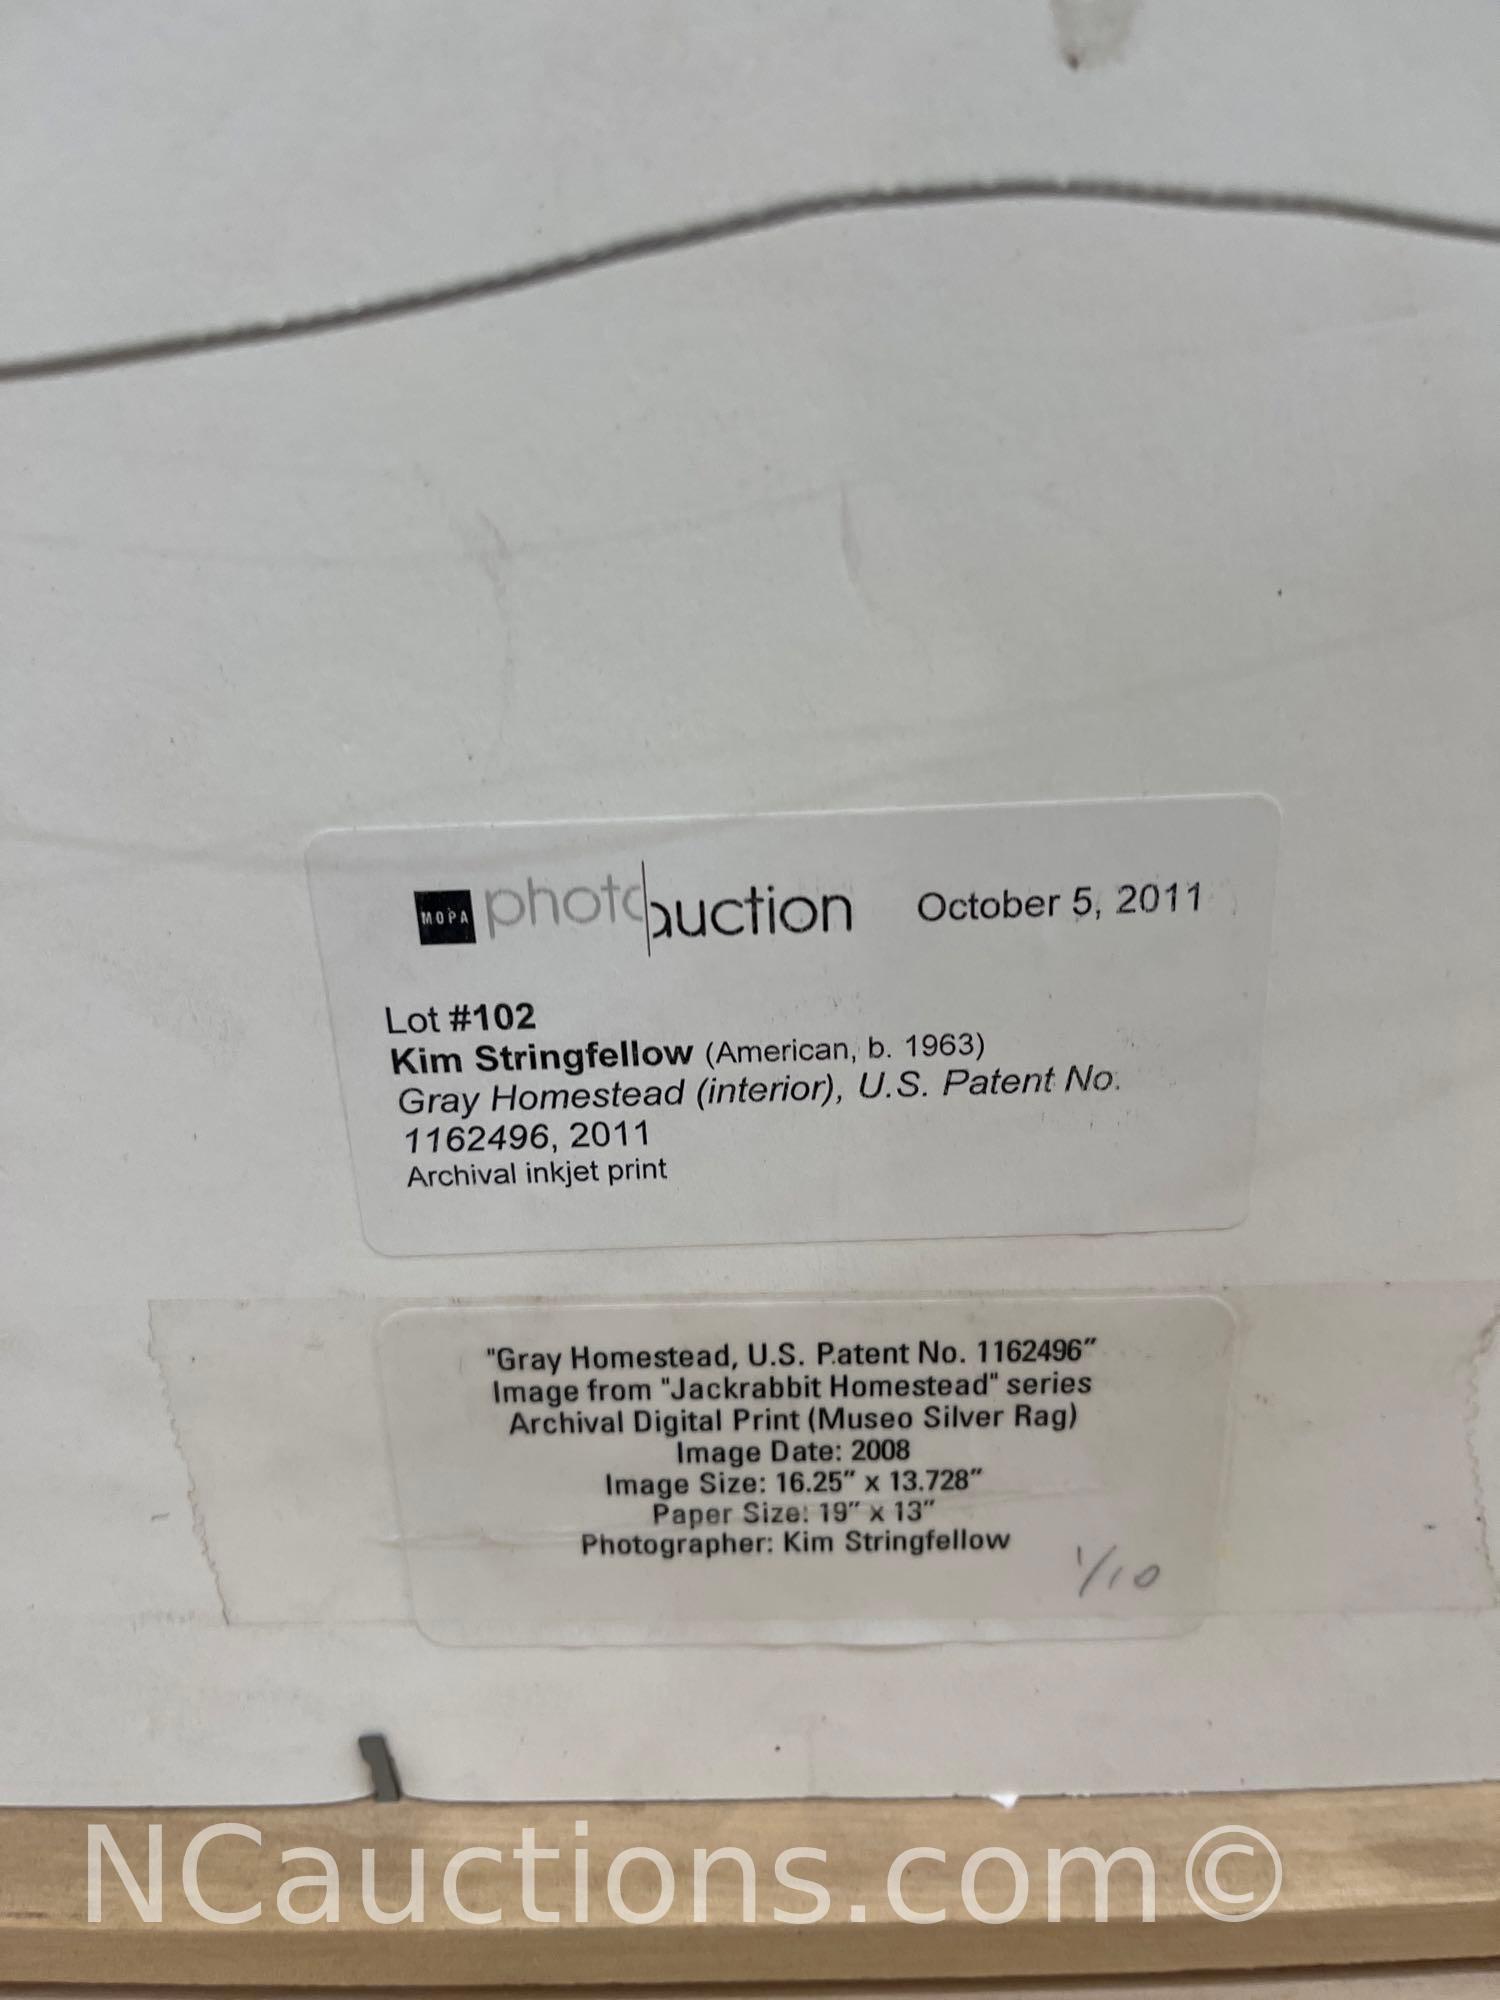 MOPA photo auction October 5, 2011
Lot #102
Kim Stringfellow (American, b. 1963)
Gray Homestead (interior), U.S. Patent No.
1162496, 2011
Archival inkjet print
"Gray Homestead, U.S. Patent No. 1162496"
Image from "Jackrabbit Homestead" series
Archival Digital Print (Museo Silver Rag)
Image Date: 2008
Image Size: 16.25" x 13.728"
Paper Size: 19" x 13"
Photographer: Kim Stringfellow
1/10
NCauctions.com©